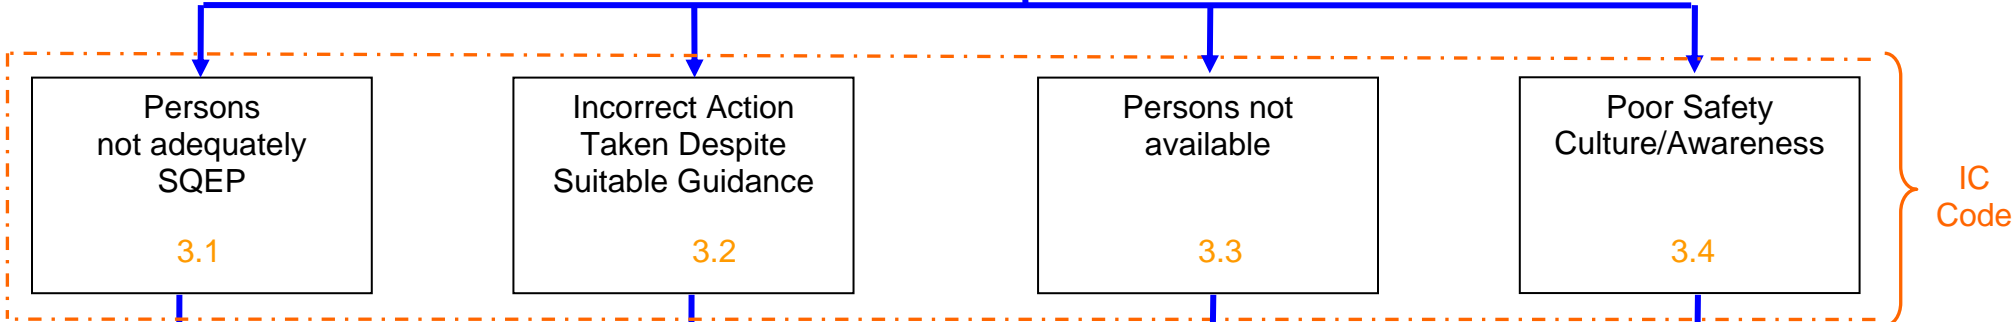 Persons
not adequately
SQEP
3.1
Incorrect Action
Taken Despite
Suitable Guidance
3.2
Persons not
available
3.3
Poor Safety
Culture/Awareness
3.4
IC
Code